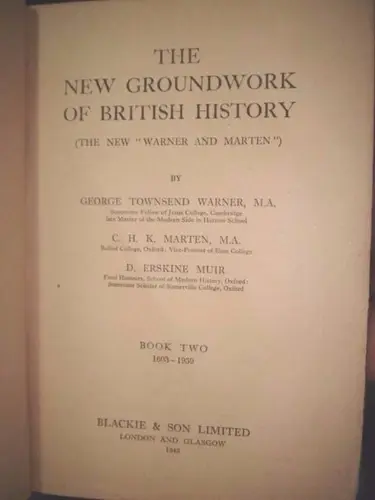 THE
NEW GROUNDWORK
OF BRITISH HISTORY
(THE NEW "WARNER AND MARTEN")
BY
GEORGE TOWNSEND WARNER, M.A.
Sometime Fellow of Jesus College, Cambridge
late Master of the Modern Side in Harrow School
C. H. K. MARTEN, M.A.
Balliol College, Oxford; Vice-Provost of Eton College
D. ERSKINE MUIR
First Honours, School of Modern History, Oxford;
Sometime Scholar of Somerville College, Oxford
BOOK TWO
BLACKIE & SON LIMITED
LONDON AND GLASGOW